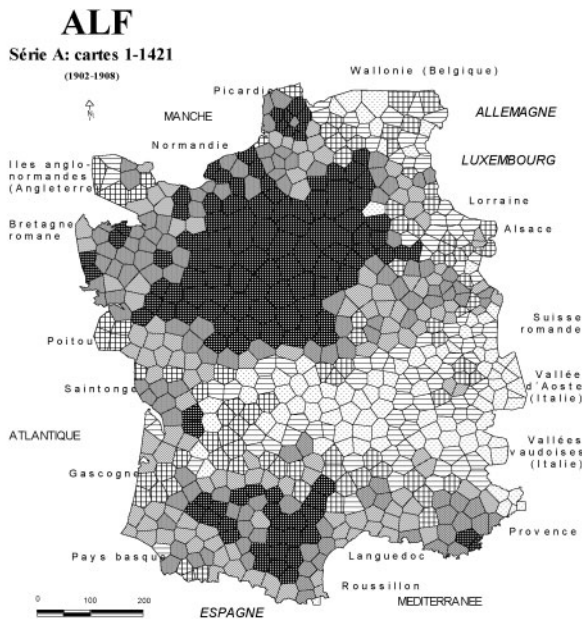 ALF
Série A: cartes 1-1421
(1902-1908)
Wallonie (Belgique)
Picardie
MANCHE
ALLEMAGNE
Normandie
LUXEMBOURG
Iles anglo-
normandes
(Angleterre)
Lorraine
Bretagne
romane
Alsace
Suisse
romande
Poitou
Vallée
d'Aoste
(Italie)
Saintonge
ATLANTIQUE
Vallées
vaudoises
(Italie)
Gascogne
Provence
Pays basque
Languedoc
Roussillon
MEDITERRANEE
0 100 200
ESPAGNE